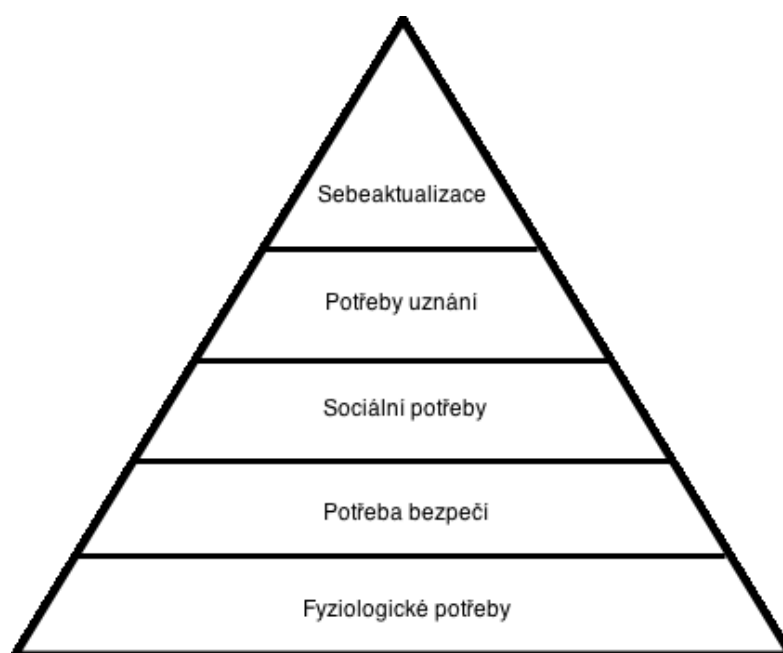 Sebeaktualizace
Potřeby uznání
Sociální potřeby
Potřeba bezpečí
Fyziologické potřeby